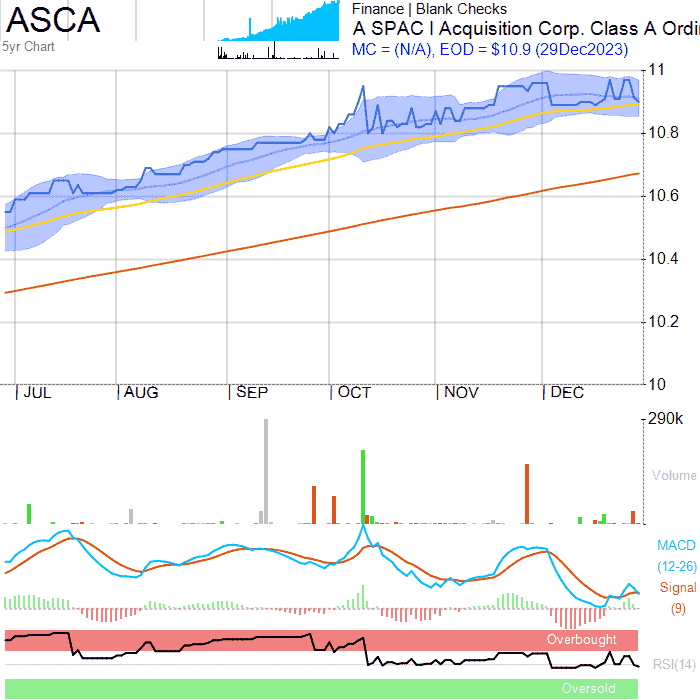 ASCA
5yr Chart
Finance | Blank Checks
A SPAC I Acquisition Corp. Class A Ordi
MC = (N/A), EOD = $10.9 (29Dec2023)
11
10.8
10.6
10.4
10.2
10
JUL AUG SEP OCT NOV DEC
290k
Volume
MACD
(12-26)
Signal
(9)
Overbought
RSI(14)
Oversold